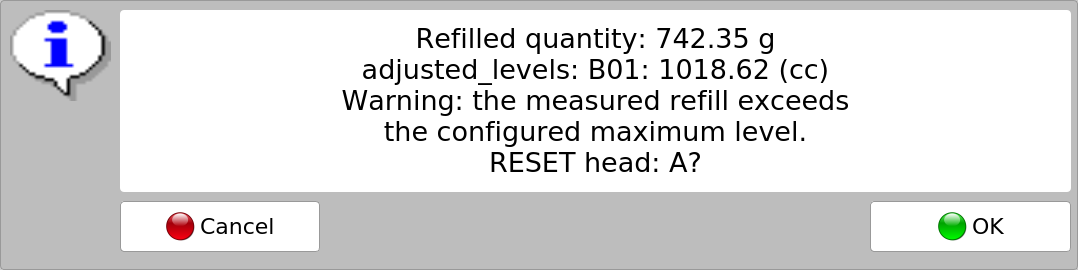 Refilled quantity: 742.35 g
adjusted_levels: B01: 1018.62 (cc)
Warning: the measured refill exceeds
the configured maximum level.
RESET head: A?
Cancel
OK